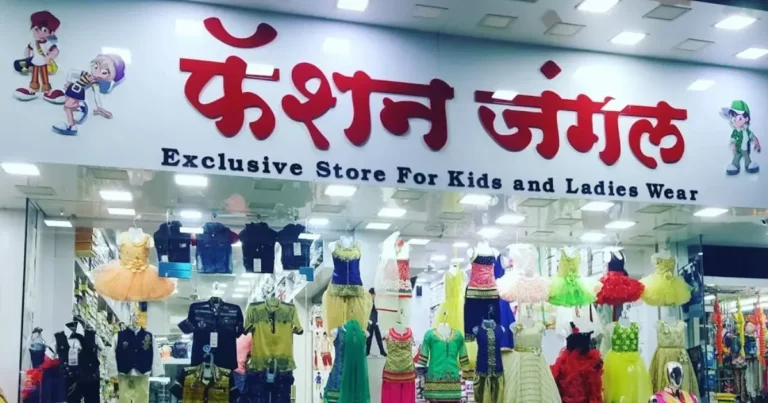 फॅशन जंगल
Exclusive Store For Kids and Ladies Wear